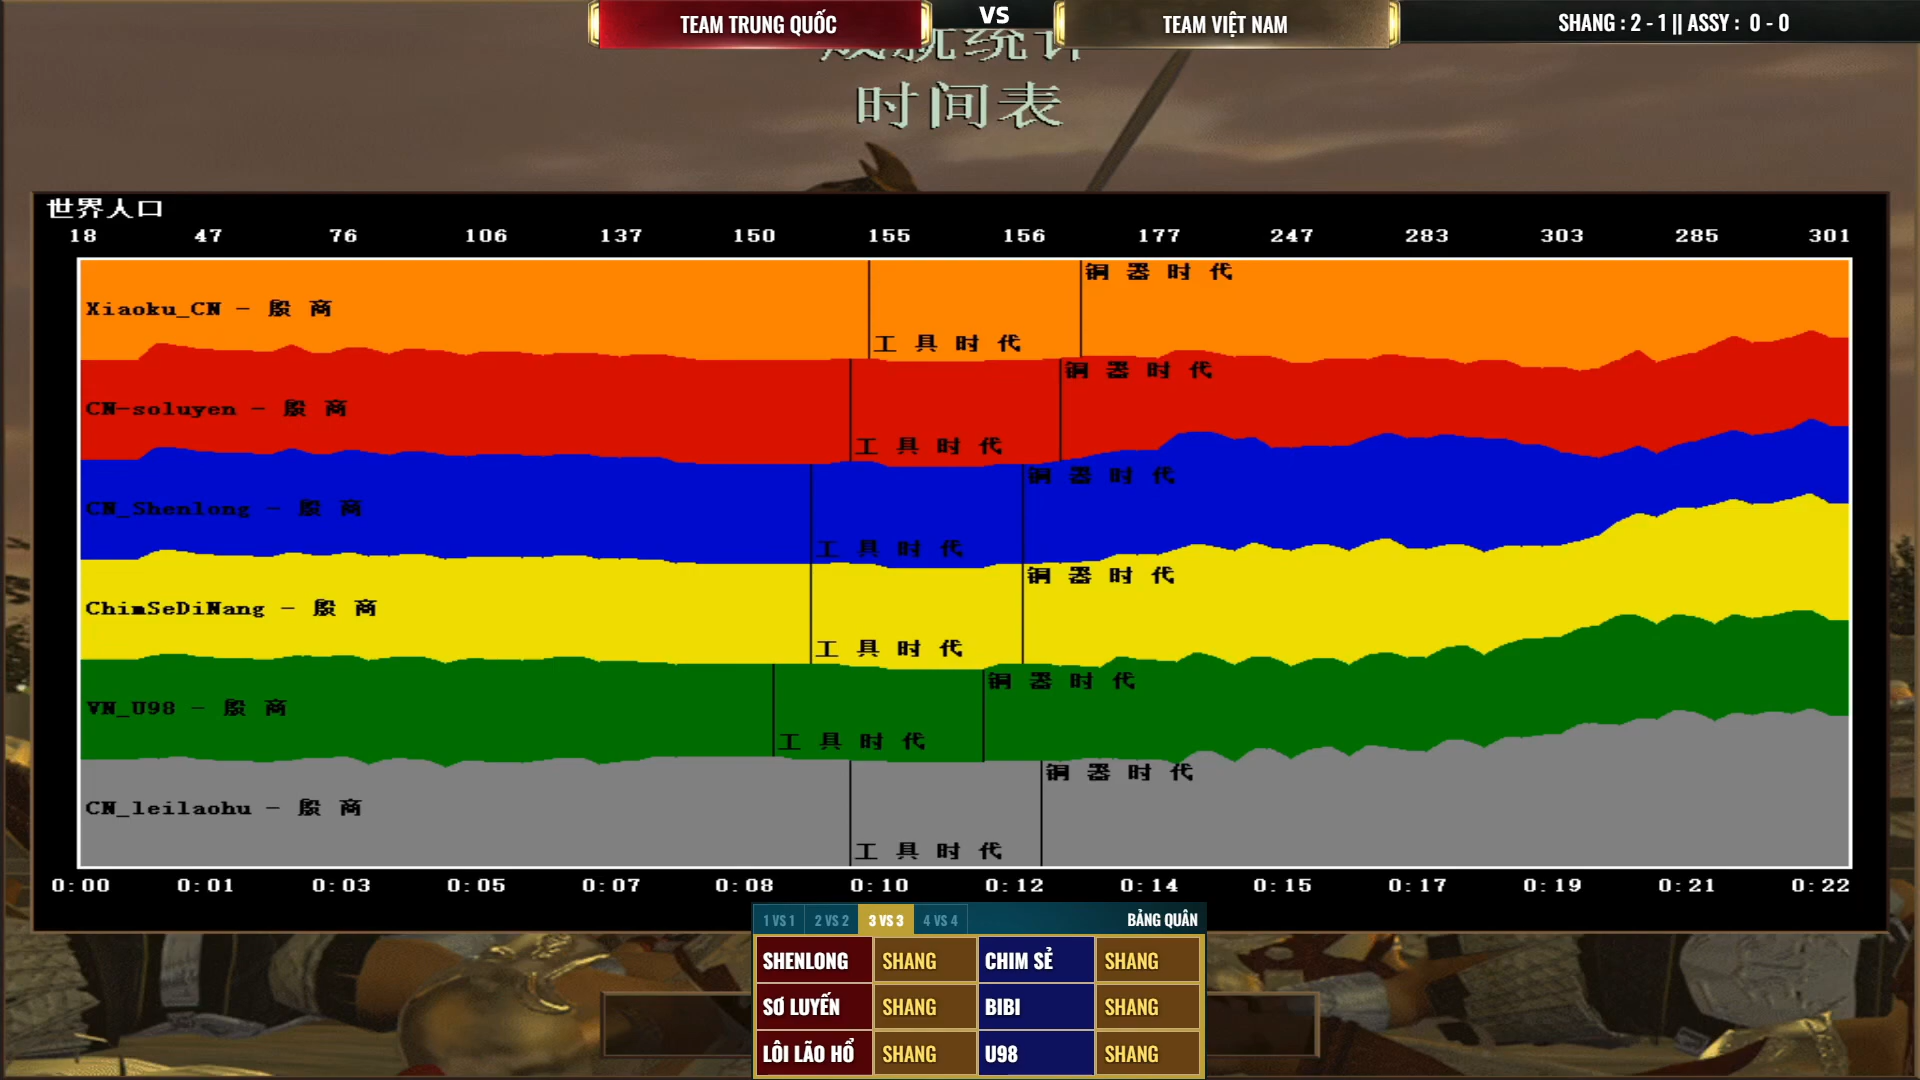 TEAM TRUNG QUỐC VS TEAM VIỆT NAM SHANG : 2 - 1 || ASSY : 0 - 0
成就统计
时间表
世界人口
18 47 76 106 137 150 155 156 177 247 283 303 285 301
铜器时代
Xiaoku_CN - 殷商
工具时代
铜器时代
CN-soluyen - 殷商
工具时代
铜器时代
CN_Shenlong - 殷商
工具时代
铜器时代
ChimSeDiNang - 殷商
工具时代
铜器时代
VN_U98 - 殷商
工具时代
铜器时代
CN_leilaohu - 殷商
工具时代
0:00 0:01 0:03 0:05 0:07 0:08 0:10 0:12 0:14 0:15 0:17 0:19 0:21 0:22
1 VS 1 2 VS 2 3 VS 3 4 VS 4 BẢNG QUÂN
SHENLONG SHANG CHIM SẺ SHANG
SƠ LUYẾN SHANG BIBI SHANG
LÔI LÃO HỔ SHANG U98 SHANG